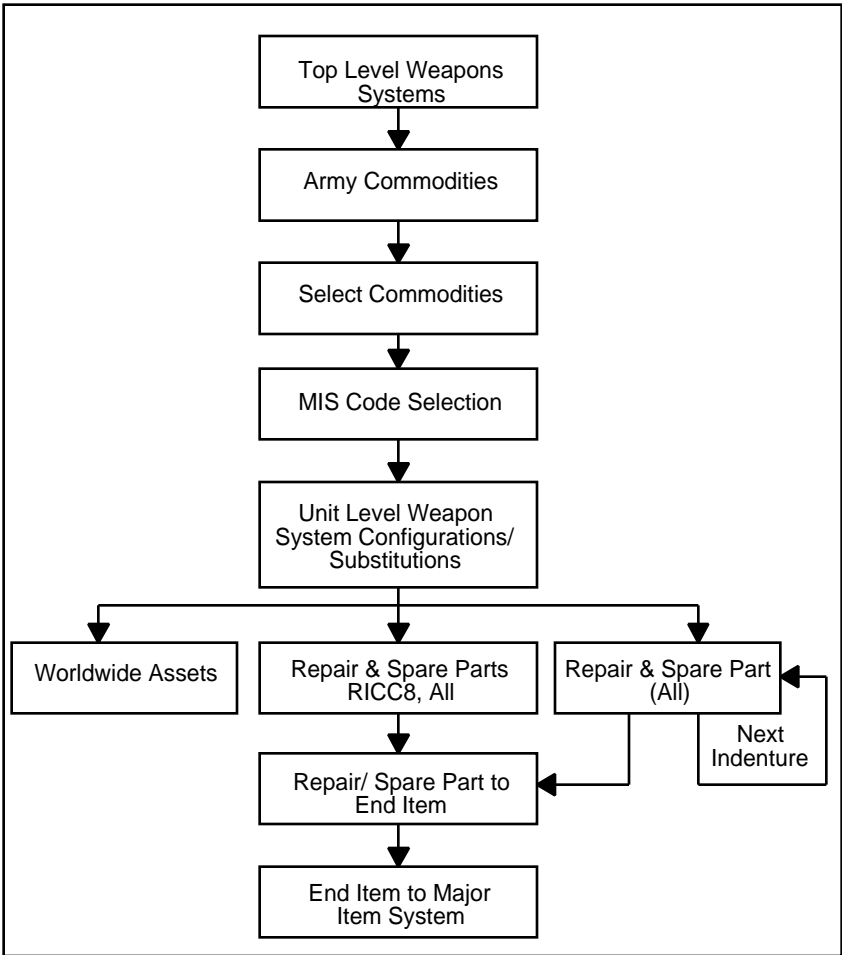 Top Level Weapons
Systems
Army Commodities
Select Commodities
MIS Code Selection
Unit Level Weapon
System Configurations/
Substitutions
Worldwide Assets
Repair & Spare Parts
RICC8, All
Repair & Spare Part
(All)
Next
Indenture
Repair/ Spare Part to
End Item
End Item to Major
Item System